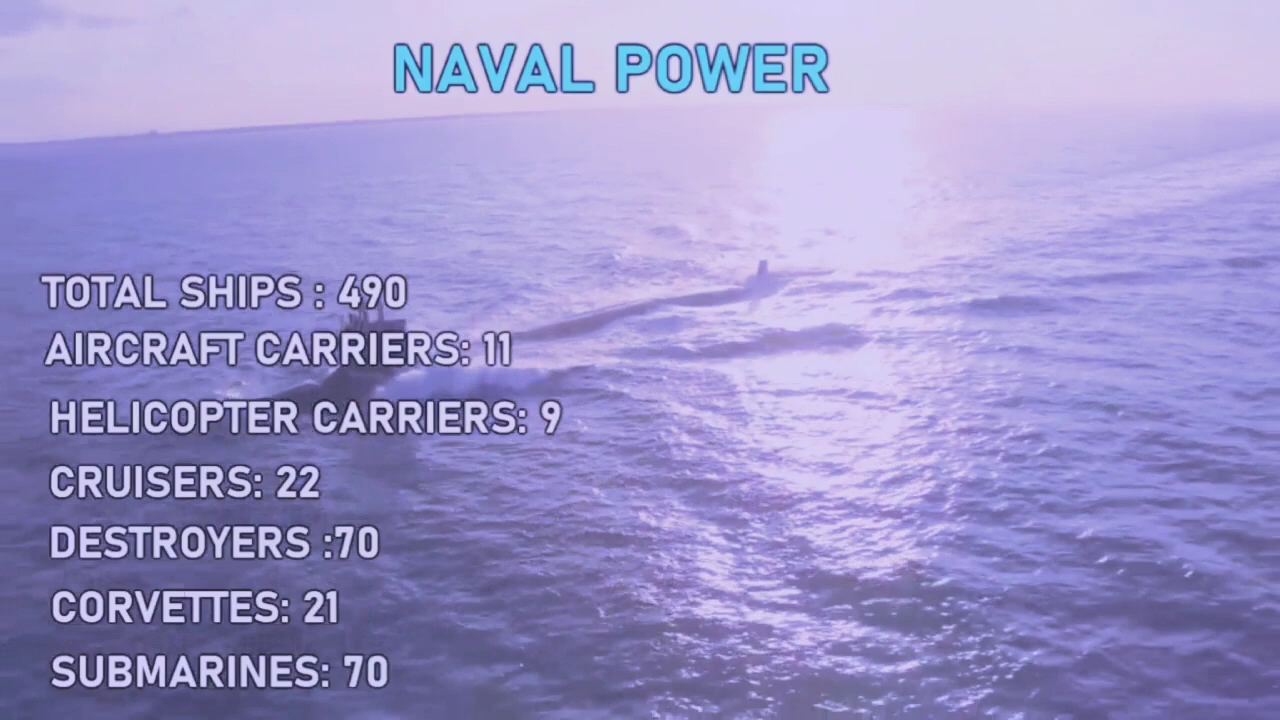 NAVAL POWER
TOTAL SHIPS : 490
AIRCRAFT CARRIERS: 11
HELICOPTER CARRIERS: 9
CRUISERS: 22
DESTROYERS :70
CORVETTES: 21
SUBMARINES: 70